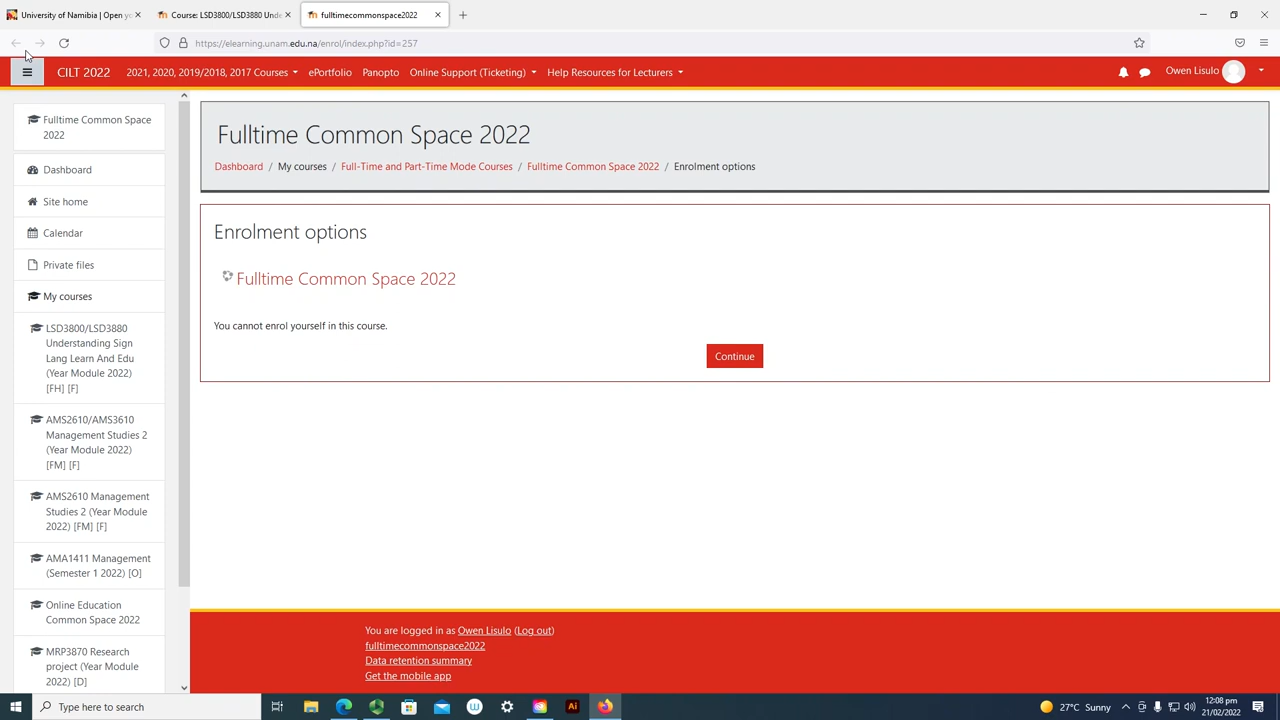 University of Namibia | Open y
Course: LSD3800/LSD3880 Unde
fulltimecommonspace2022
https://elearning.unam.edu.na/enrol/index.php?id=257
CILT 2022
2021, 2020, 2019/2018, 2017 Courses
ePortfolio
Panopto
Online Support (Ticketing)
Help Resources for Lecturers
Owen Lisulo
Fulltime Common Space
2022
Dashboard
Site home
Calendar
Private files
My courses
LSD3800/LSD3880
Understanding Sign
Lang Learn And Edu
(Year Module 2022)
[FH] [F]
AMS2610/AMS3610
Management Studies 2
(Year Module 2022)
[FM] [F]
AMS2610 Management
Studies 2 (Year Module
2022) [FM] [F]
AMA1411 Management
(Semester 1 2022) [O]
Online Education
Common Space 2022
MRP3870 Research
project (Year Module
2022) [D]
Fulltime Common Space 2022
Dashboard / My courses / Full-Time and Part-Time Mode Courses / Fulltime Common Space 2022 / Enrolment options
Enrolment options
Fulltime Common Space 2022
You cannot enrol yourself in this course.
Continue
You are logged in as Owen Lisulo (Log out)
fulltimecommonspace2022
Data retention summary
Get the mobile app
Type here to search
Ai
27°C Sunny
12:08 pm
21/02/2022